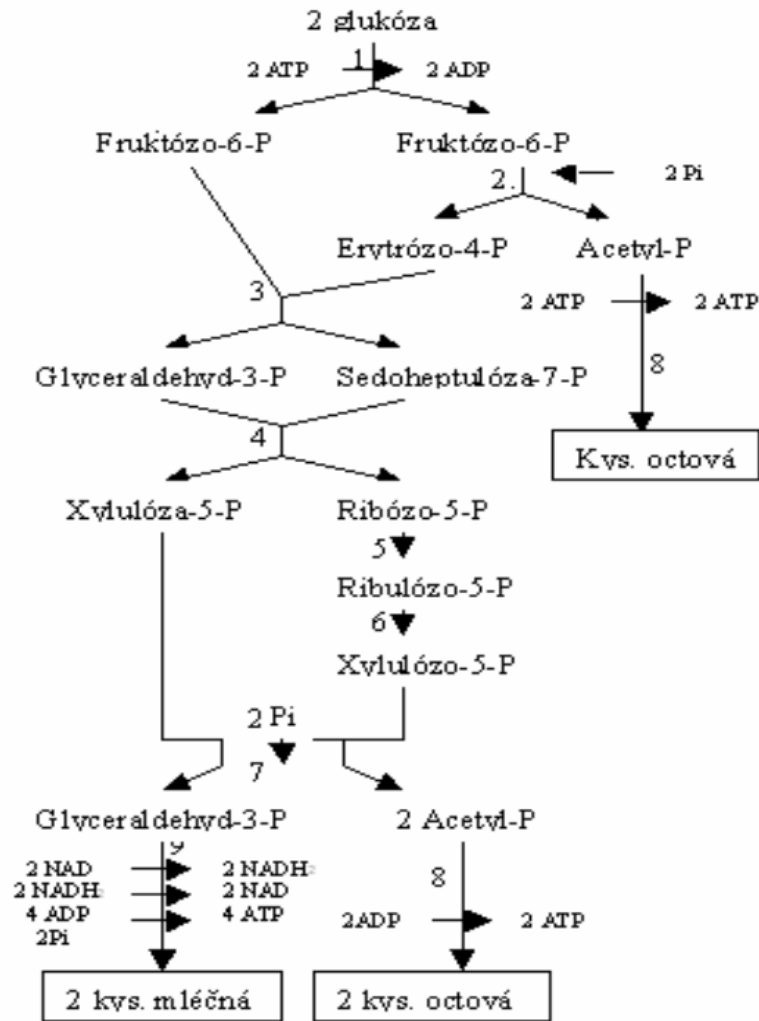 2 glukóza
1
2 ATP 2 ADP
Fruktózo-6-P Fruktózo-6-P
2. 2 Pi
Erytrózo-4-P Acetyl-P
3
2 ATP 2 ATP
Glyceraldehyd-3-P Sedoheptulóza-7-P
8
4
Kys. octová
Xylulóza-5-P Ribózo-5-P
5
Ribulózo-5-P
6
Xylulózo-5-P
2 Pi
7
Glyceraldehyd-3-P 2 Acetyl-P
9
2 NAD 2 NADH2
8
2 NADH2 2 NAD
4 ADP 4 ATP
2ADP 2 ATP
2Pi
2 kys. mléčná 2 kys. octová